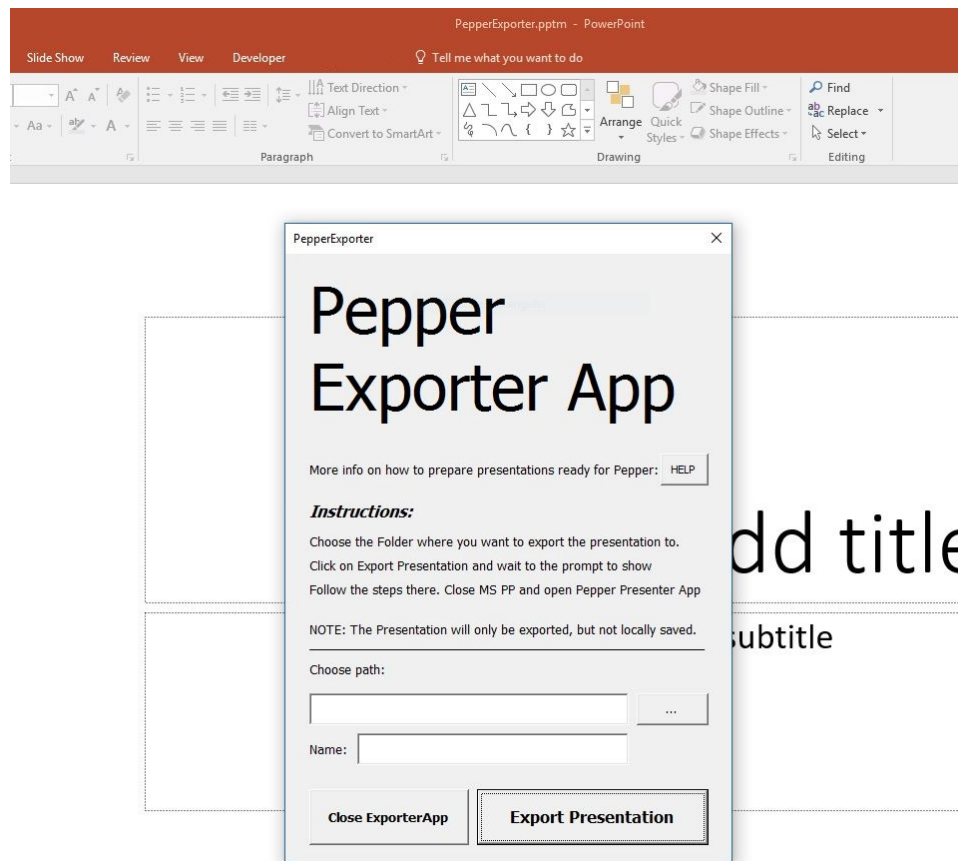 PepperExporter.pptm - PowerPoint
Slide Show Review View Developer Tell me what you want to do
Text Direction
Align Text
Convert to SmartArt
Aa
A
Paragraph
Arrange
Quick Styles
Shape Fill
Shape Outline
Shape Effects
Drawing
Find
Replace
Select
Editing
PepperExporter
Pepper
Exporter App
More info on how to prepare presentations ready for Pepper: HELP
Instructions:
Choose the Folder where you want to export the presentation to.
Click on Export Presentation and wait to the prompt to show
Follow the steps there. Close MS PP and open Pepper Presenter App
NOTE: The Presentation will only be exported, but not locally saved.
Choose path:
...
Name:
Close ExporterApp Export Presentation
dd title
subtitle